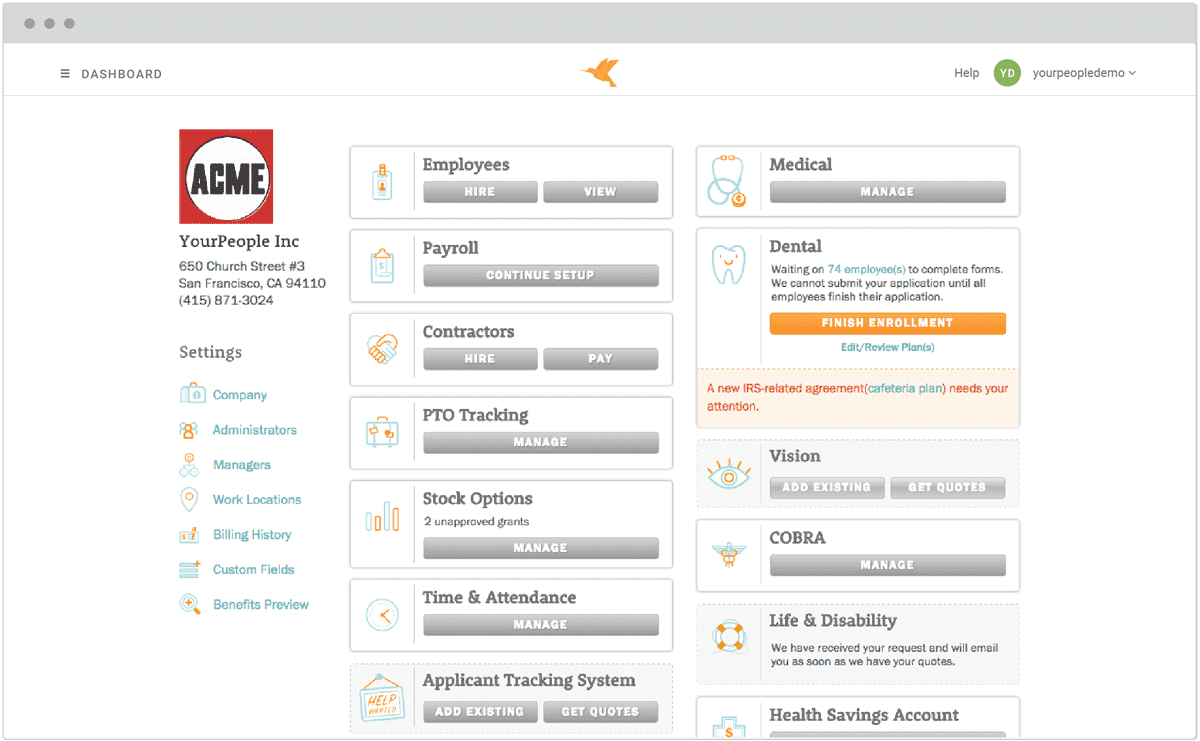 DASHBOARD
Help
YD
yourpeopledemo
ACME
YourPeople Inc
650 Church Street #3
San Francisco, CA 94110
(415) 871-3024
Settings
Company
Administrators
Managers
Work Locations
Billing History
Custom Fields
Benefits Preview
Employees
HIRE VIEW
Payroll
CONTINUE SETUP
Contractors
HIRE PAY
PTO Tracking
MANAGE
Stock Options
2 unapproved grants
MANAGE
Time & Attendance
MANAGE
HELP
WANTED
Applicant Tracking System
ADD EXISTING GET QUOTES
Medical
MANAGE
Dental
Waiting on 74 employee(s) to complete forms.
We cannot submit your application until all
employees finish their application.
FINISH ENROLLMENT
Edit/Review Plan(s)
A new IRS-related agreement(cafeteria plan) needs your
attention.
Vision
ADD EXISTING GET QUOTES
COBRA
MANAGE
Life & Disability
We have received your request and will email
you as soon as we have your quotes.
Health Savings Account